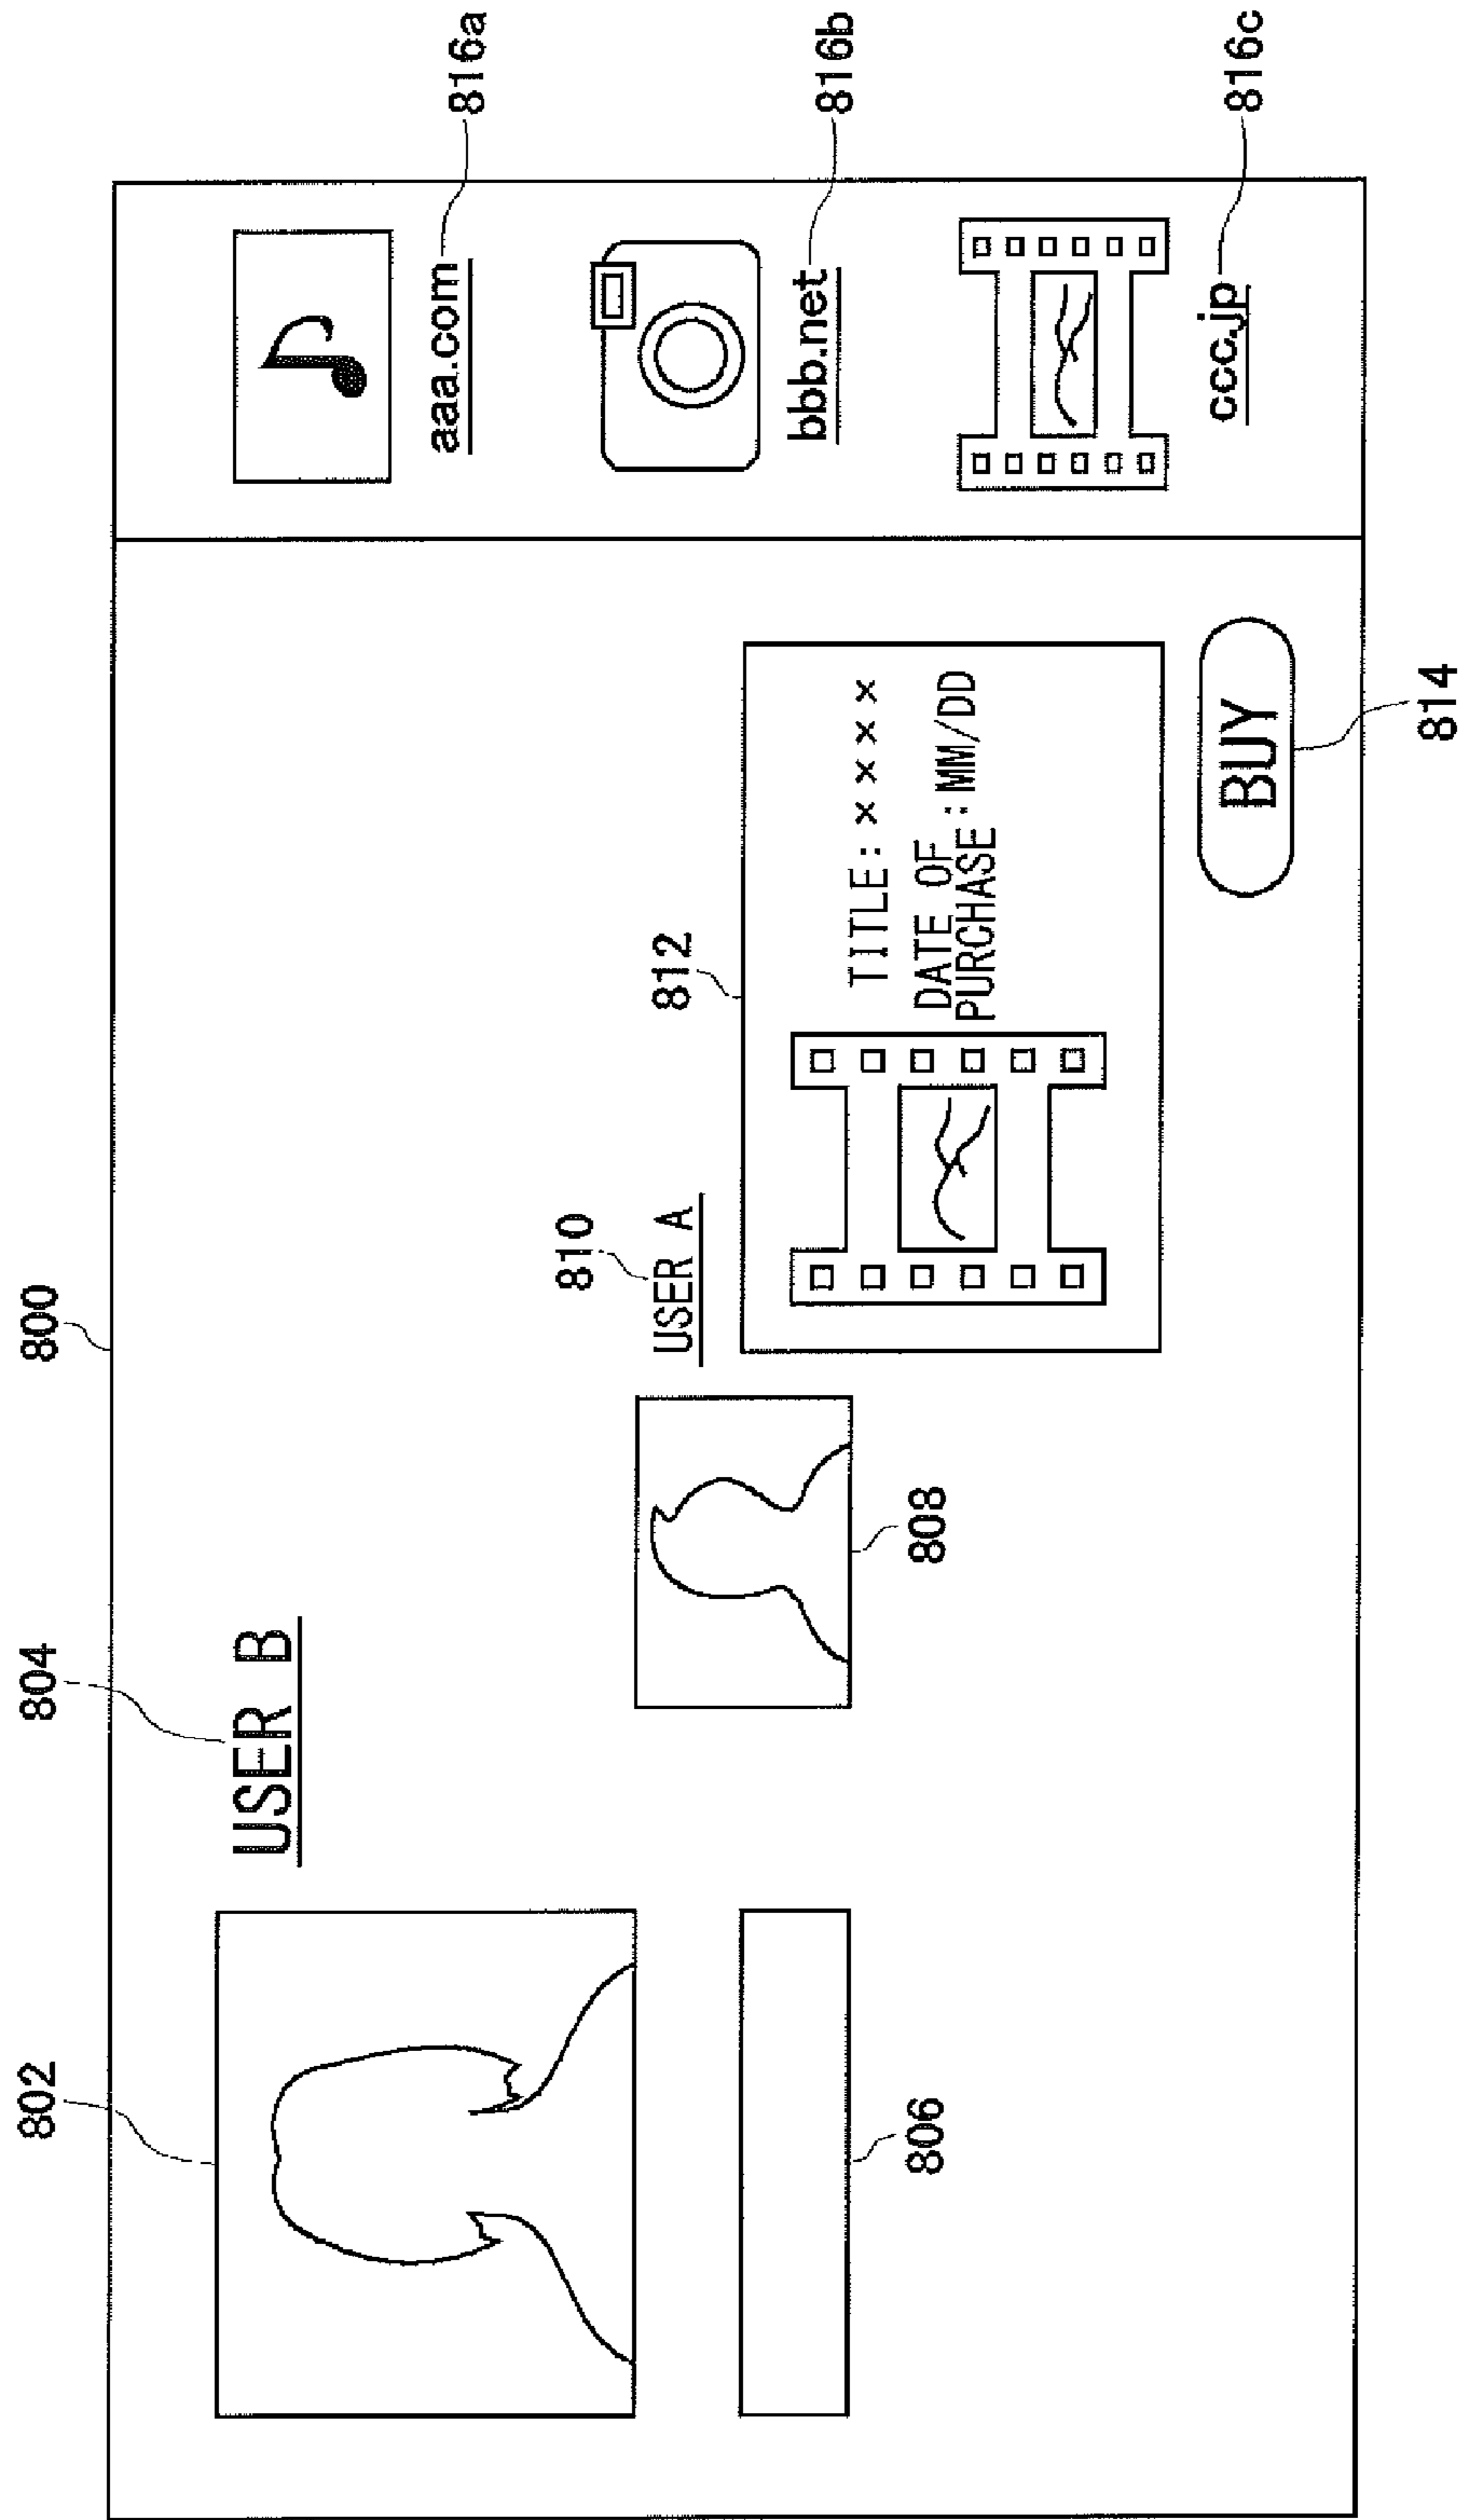 800
802
804
USER B
806
808
810
USER A
812
TITLE:××××
DATE OF
PURCHASE:MM/DD
BUY
814
aaa.com
816a
bbb.net
816b
ccc.jp
816c